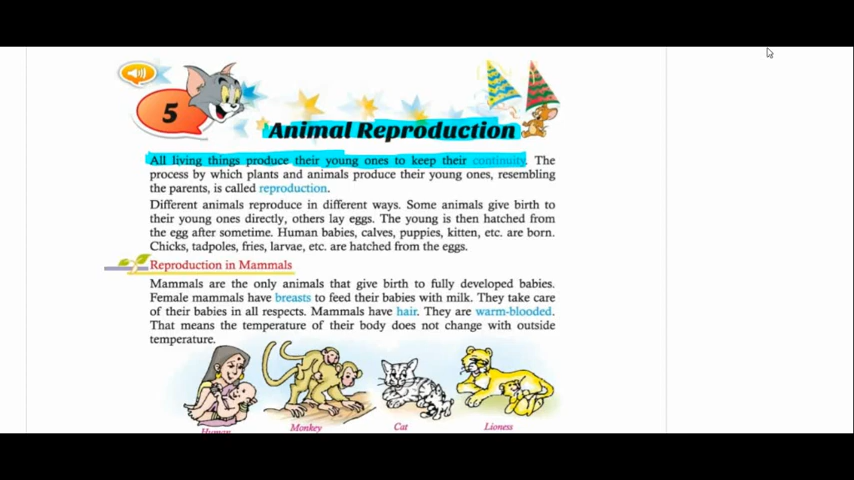 5
Animal Reproduction
All living things produce their young ones to keep their continuity. The
process by which plants and animals produce their young ones, resembling
the parents, is called reproduction.
Different animals reproduce in different ways. Some animals give birth to
their young ones directly, others lay eggs. The young is then hatched from
the egg after sometime. Human babies, calves, puppies, kitten, etc. are born.
Chicks, tadpoles, fries, larvae, etc. are hatched from the eggs.
Reproduction in Mammals
Mammals are the only animals that give birth to fully developed babies.
Female mammals have breasts to feed their babies with milk. They take care
of their babies in all respects. Mammals have hair. They are warm-blooded.
That means the temperature of their body does not change with outside
temperature.
Human Monkey Cat Lioness